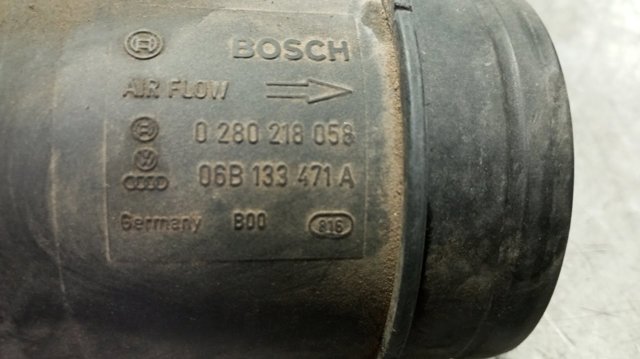 BOSCH
AIR FLOW
0 280 218 058
06B 133 471 A
Germany B00 816